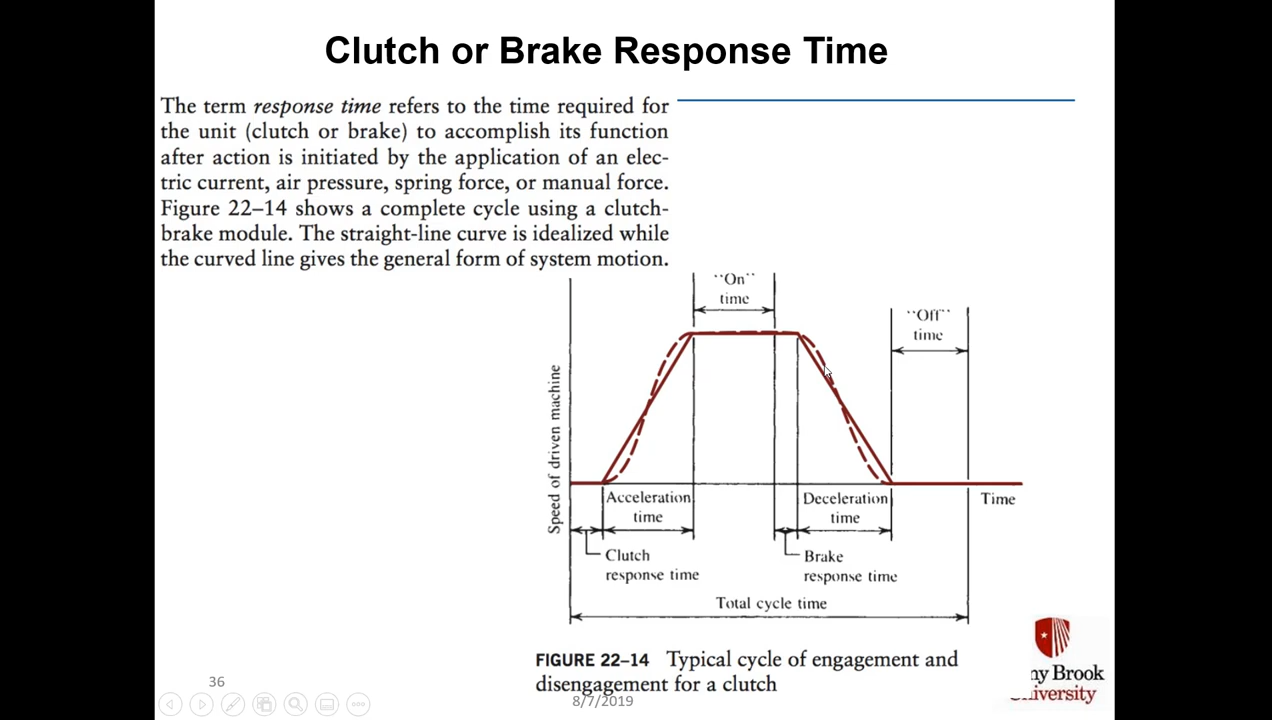 Clutch or Brake Response Time
The term response time refers to the time required for
the unit (clutch or brake) to accomplish its function
after action is initiated by the application of an elec-
tric current, air pressure, spring force, or manual force.
Figure 22–14 shows a complete cycle using a clutch-
brake module. The straight-line curve is idealized while
the curved line gives the general form of system motion.
"On"
time
"Off"
time
Speed of driven machine
Acceleration
time
Deceleration
time
Time
Clutch
response time
Brake
response time
Total cycle time
FIGURE 22–14 Typical cycle of engagement and
disengagement for a clutch
36
8/7/2019
ny Brook
University